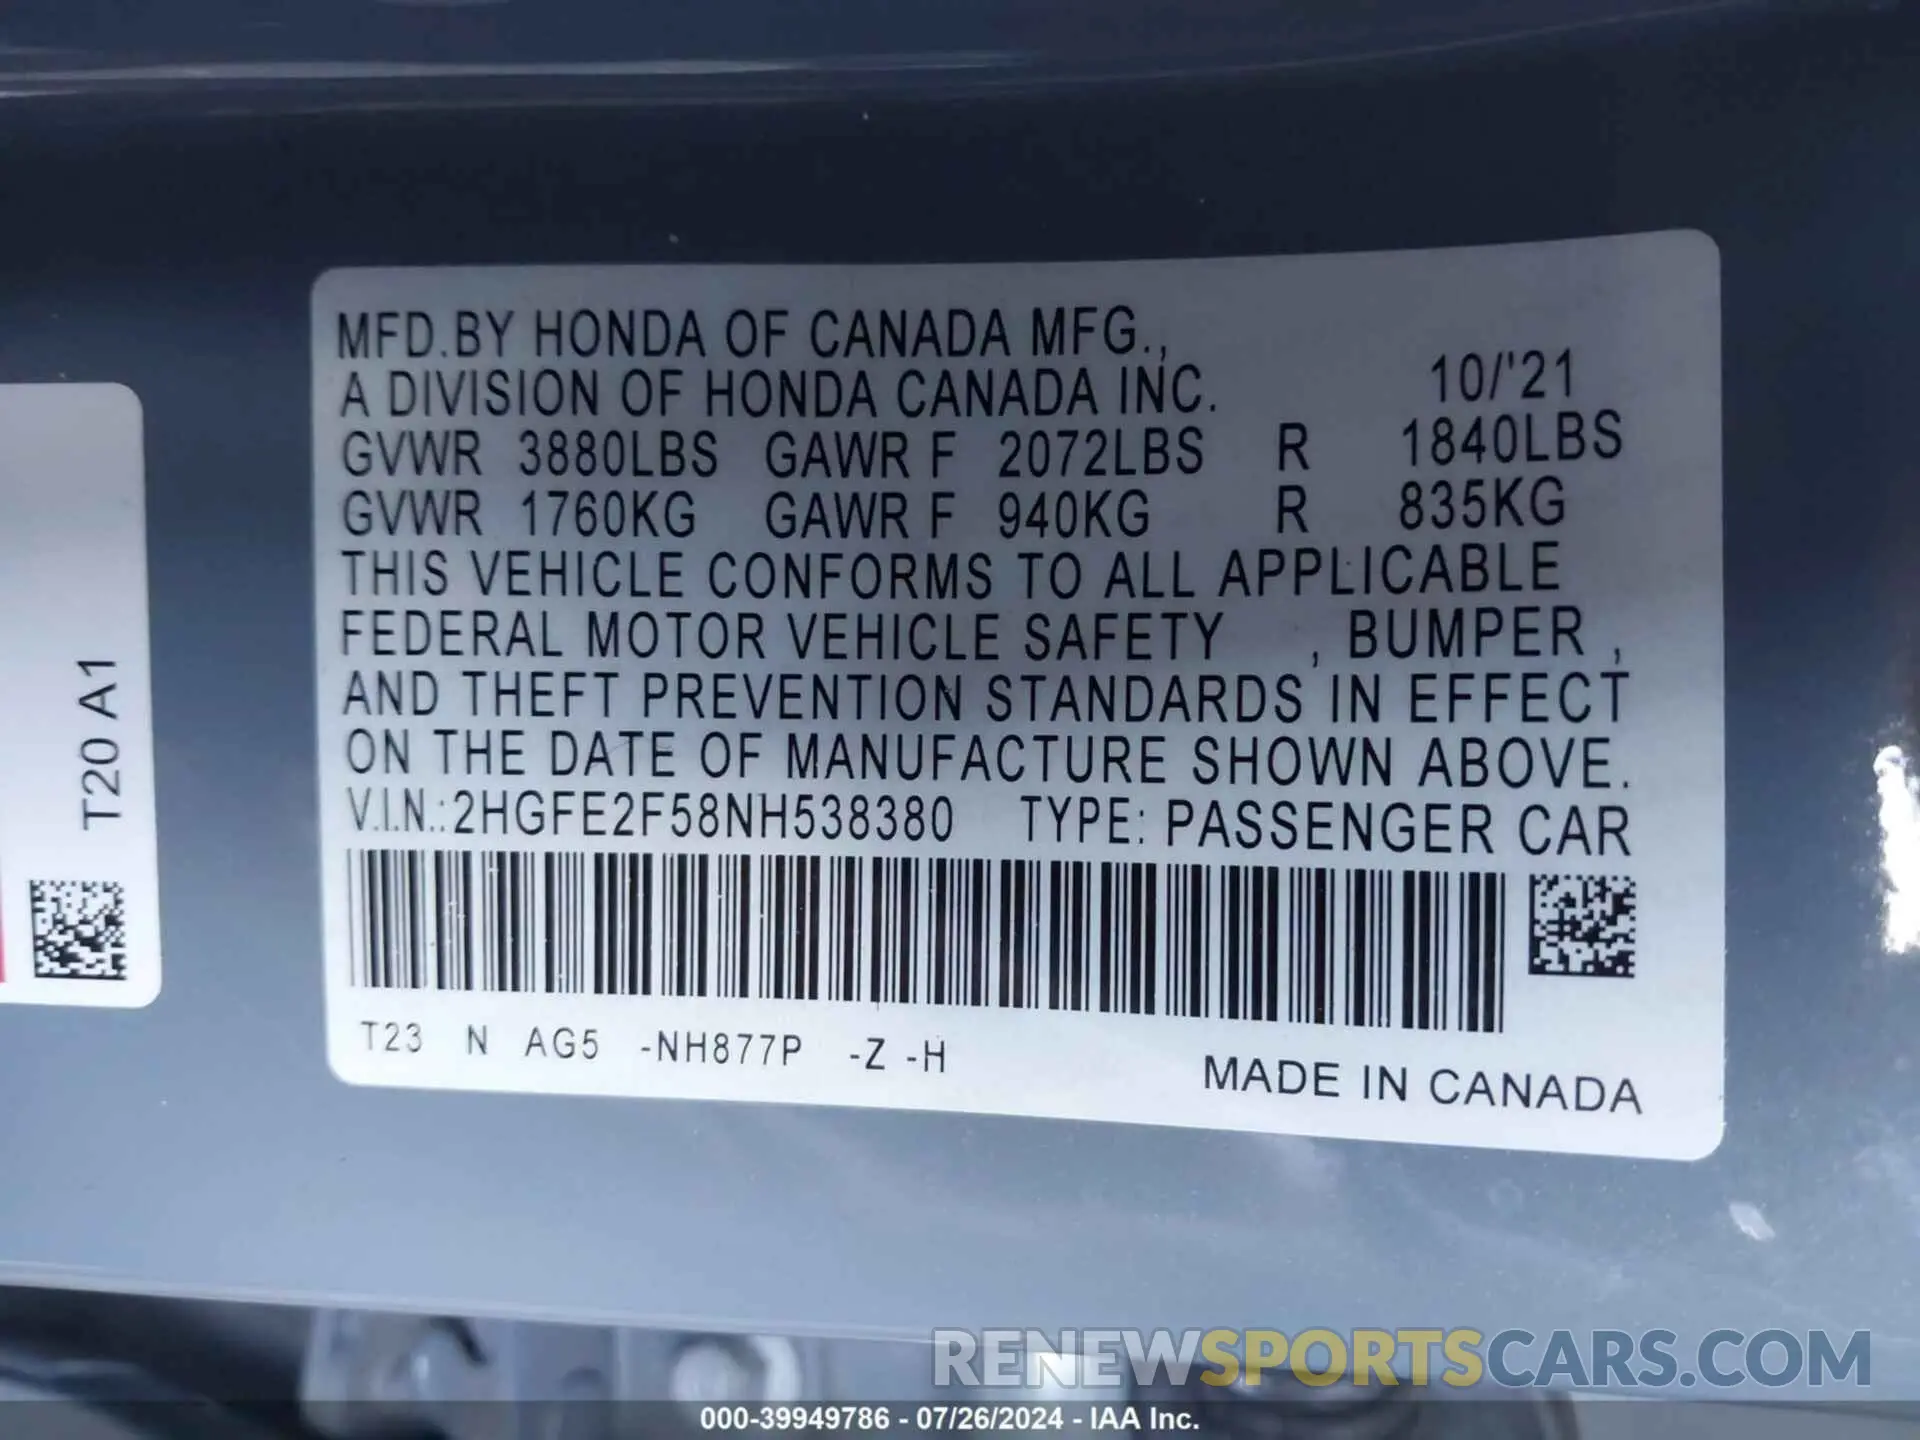 MFD.BY HONDA OF CANADA MFG.,
A DIVISION OF HONDA CANADA INC. 10/'21
GVWR 3880LBS GAWR F 2072LBS R 1840LBS
GVWR 1760KG GAWR F 940KG R 835KG
THIS VEHICLE CONFORMS TO ALL APPLICABLE
FEDERAL MOTOR VEHICLE SAFETY , BUMPER ,
AND THEFT PREVENTION STANDARDS IN EFFECT
ON THE DATE OF MANUFACTURE SHOWN ABOVE.
V.I.N.:2HGFE2F58NH538380 TYPE: PASSENGER CAR
T23 N AG5 -NH877P -Z -H
MADE IN CANADA
T20 A1
RENEWSPORTSCARS.COM
000-39949786 - 07/26/2024 - IAA Inc.